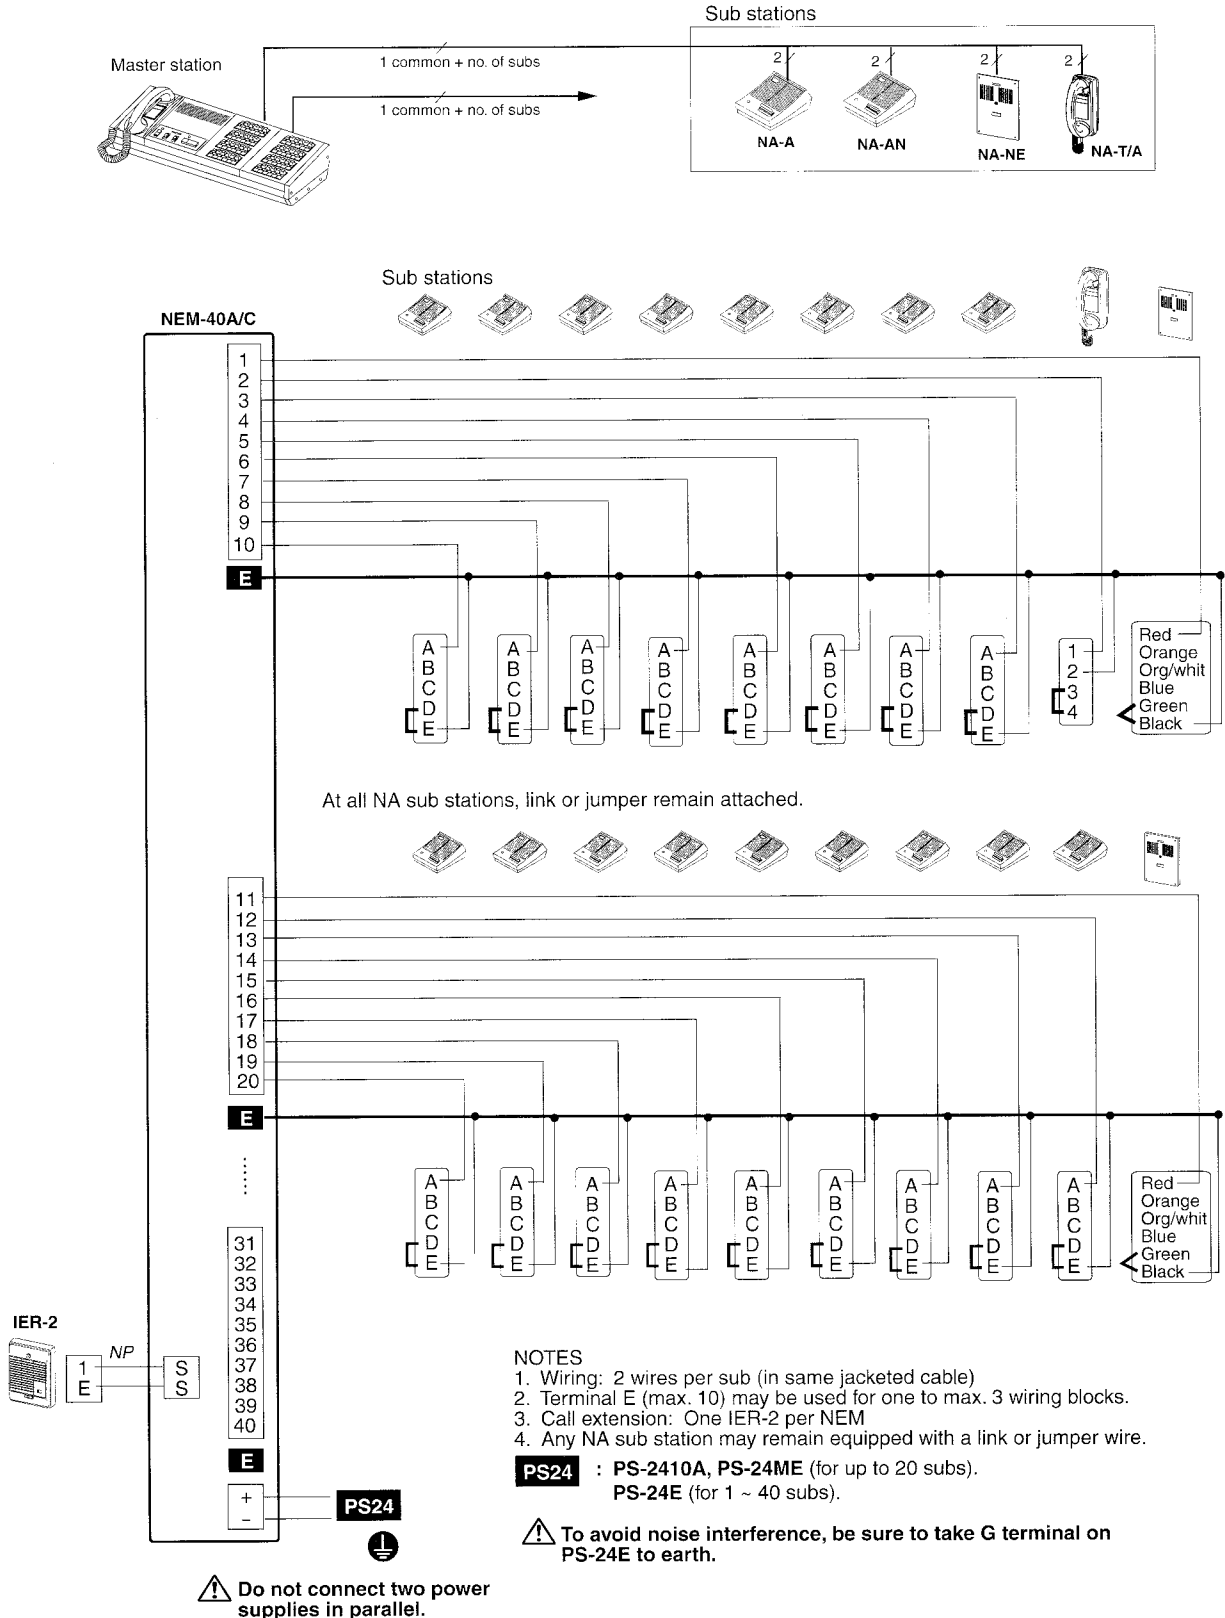 Sub stations
Master station
1 common + no. of subs
1 common + no. of subs
2
2
2
2
NA-A
NA-AN
NA-NE
NA-T/A
Sub stations
NEM-40A/C
1
2
3
4
5
6
7
8
9
10
E
A
B
C
D
E
A
B
C
D
E
A
B
C
D
E
A
B
C
D
E
A
B
C
D
E
A
B
C
D
E
A
B
C
D
E
A
B
C
D
E
1
2
3
4
Red
Orange
Org/whit
Blue
Green
Black
At all NA sub stations, link or jumper remain attached.
11
12
13
14
15
16
17
18
19
20
E
A
B
C
D
E
A
B
C
D
E
A
B
C
D
E
A
B
C
D
E
A
B
C
D
E
A
B
C
D
E
A
B
C
D
E
A
B
C
D
E
A
B
C
D
E
Red
Orange
Org/whit
Blue
Green
Black
31
32
33
34
35
36
37
38
39
40
E
+
–
IER-2
1
E
NP
S
S
PS24
NOTES
1. Wiring: 2 wires per sub (in same jacketed cable)
2. Terminal E (max. 10) may be used for one to max. 3 wiring blocks.
3. Call extension: One IER-2 per NEM
4. Any NA sub station may remain equipped with a link or jumper wire.
PS24 : PS-2410A, PS-24ME (for up to 20 subs).
PS-24E (for 1 ~ 40 subs).
To avoid noise interference, be sure to take G terminal on
PS-24E to earth.
Do not connect two power
supplies in parallel.